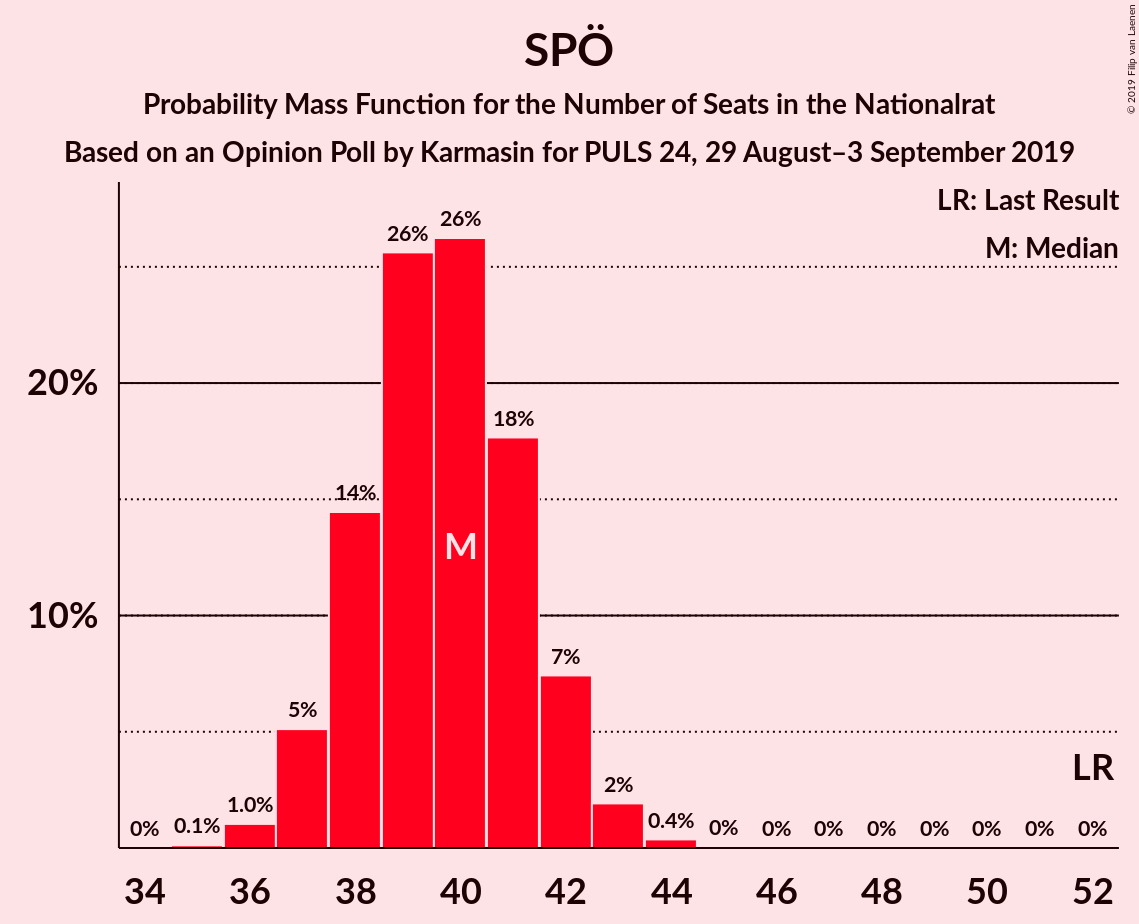 SPÖ
Probability Mass Function for the Number of Seats in the Nationalrat
Based on an Opinion Poll by Karmasin for PULS 24, 29 August–3 September 2019
© 2019 Filip van Laenen
LR: Last Result
M: Median
20%
10%
0%
0.1%
1.0%
5%
14%
26%
26%
18%
7%
2%
0.4%
0%
0%
0%
0%
0%
0%
0%
0%
M
LR
34 36 38 40 42 44 46 48 50 52